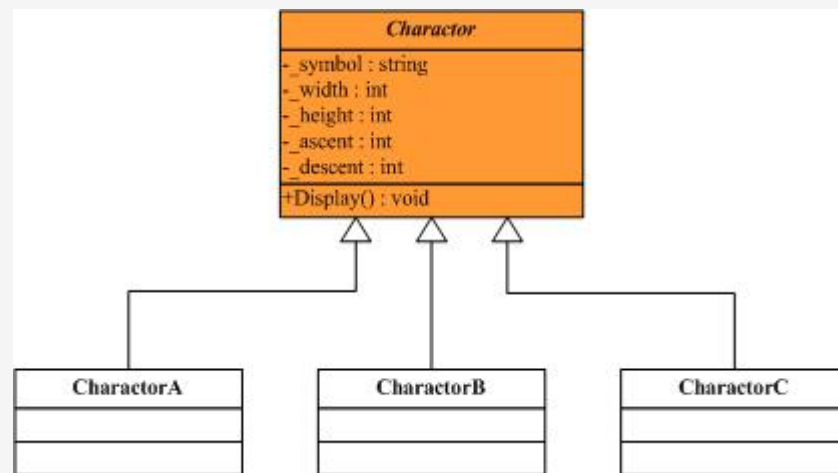 Charactor
-_symbol : string
-_width : int
-_height : int
-_ascent : int
-_descent : int
+Display() : void
CharactorA CharactorB CharactorC